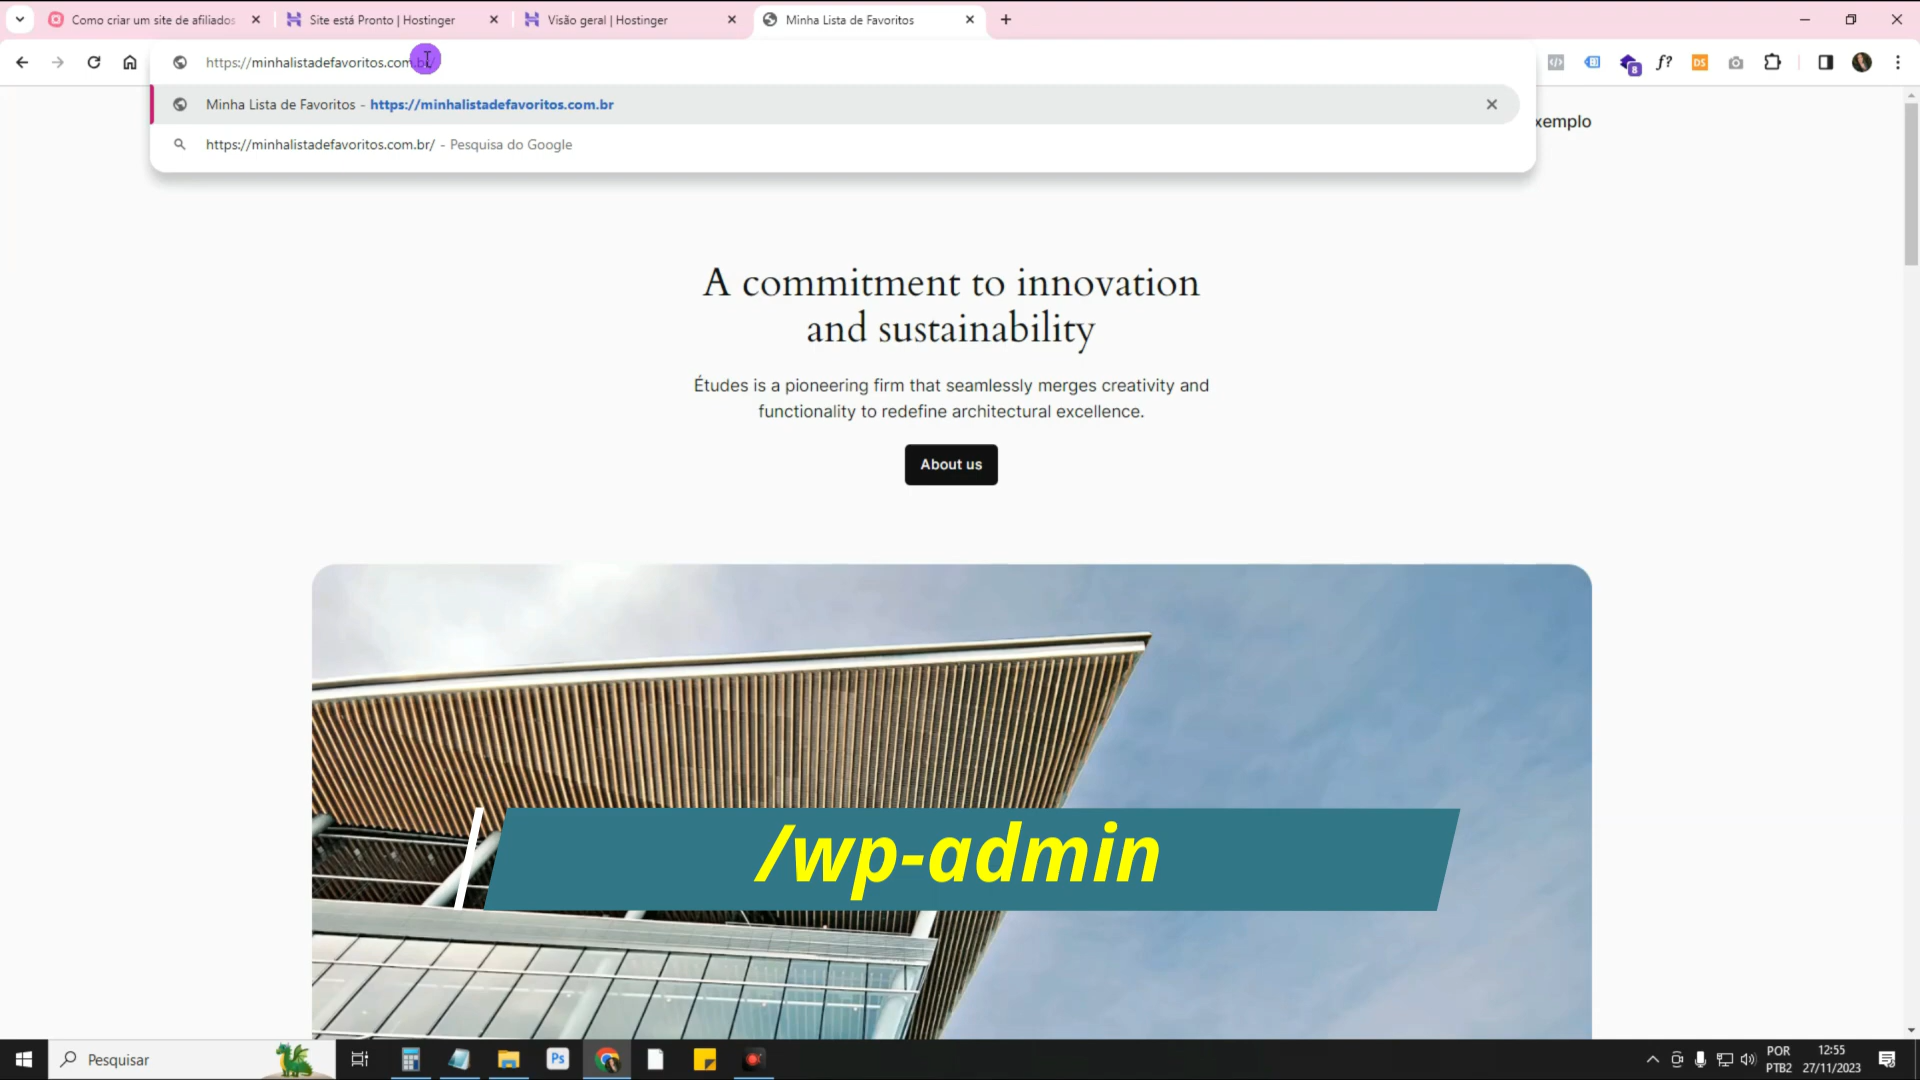 Como criar um site de afiliados
Site está Pronto | Hostinger
Visão geral | Hostinger
Minha Lista de Favoritos
https://minhalistadefavoritos.com.br/
Minha Lista de Favoritos - https://minhalistadefavoritos.com.br
https://minhalistadefavoritos.com.br/ - Pesquisa do Google
8
f?
DS
xemplo
A commitment to innovation
and sustainability
Études is a pioneering firm that seamlessly merges creativity and
functionality to redefine architectural excellence.
About us
/wp-admin
Pesquisar
Ps
POR
PTB2
12:55
27/11/2023